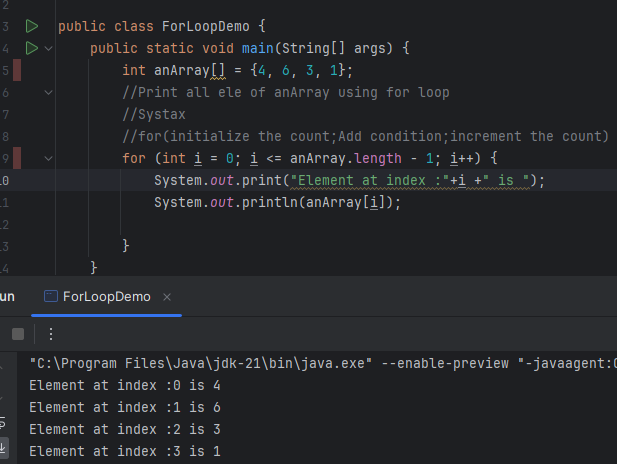 2
3 public class ForLoopDemo {
4 public static void main(String[] args) {
5 int anArray[] = {4, 6, 3, 1};
6 //Print all ele of anArray using for loop
7 //Systax
8 //for(initialize the count;Add condition;increment the count)
9 for (int i = 0; i <= anArray.length - 1; i++) {
10 System.out.print("Element at index :"+i +" is ");
11 System.out.println(anArray[i]);
12
13 }
14 }
un ForLoopDemo ×
"C:\Program Files\Java\jdk-21\bin\java.exe" --enable-preview "-javaagent:
Element at index :0 is 4
Element at index :1 is 6
Element at index :2 is 3
Element at index :3 is 1